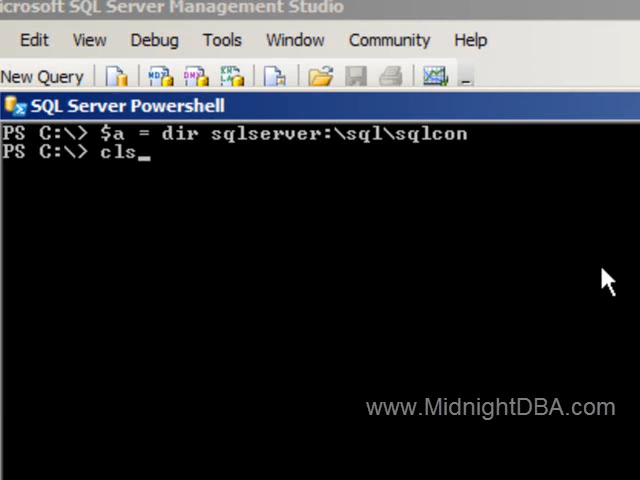 icrosoft SQL Server Management Studio
Edit View Debug Tools Window Community Help
New Query
SQL Server Powershell
PS C:\> $a = dir sqlserver:\sql\sqlcon
PS C:\> cls_
www.MidnightDBA.com